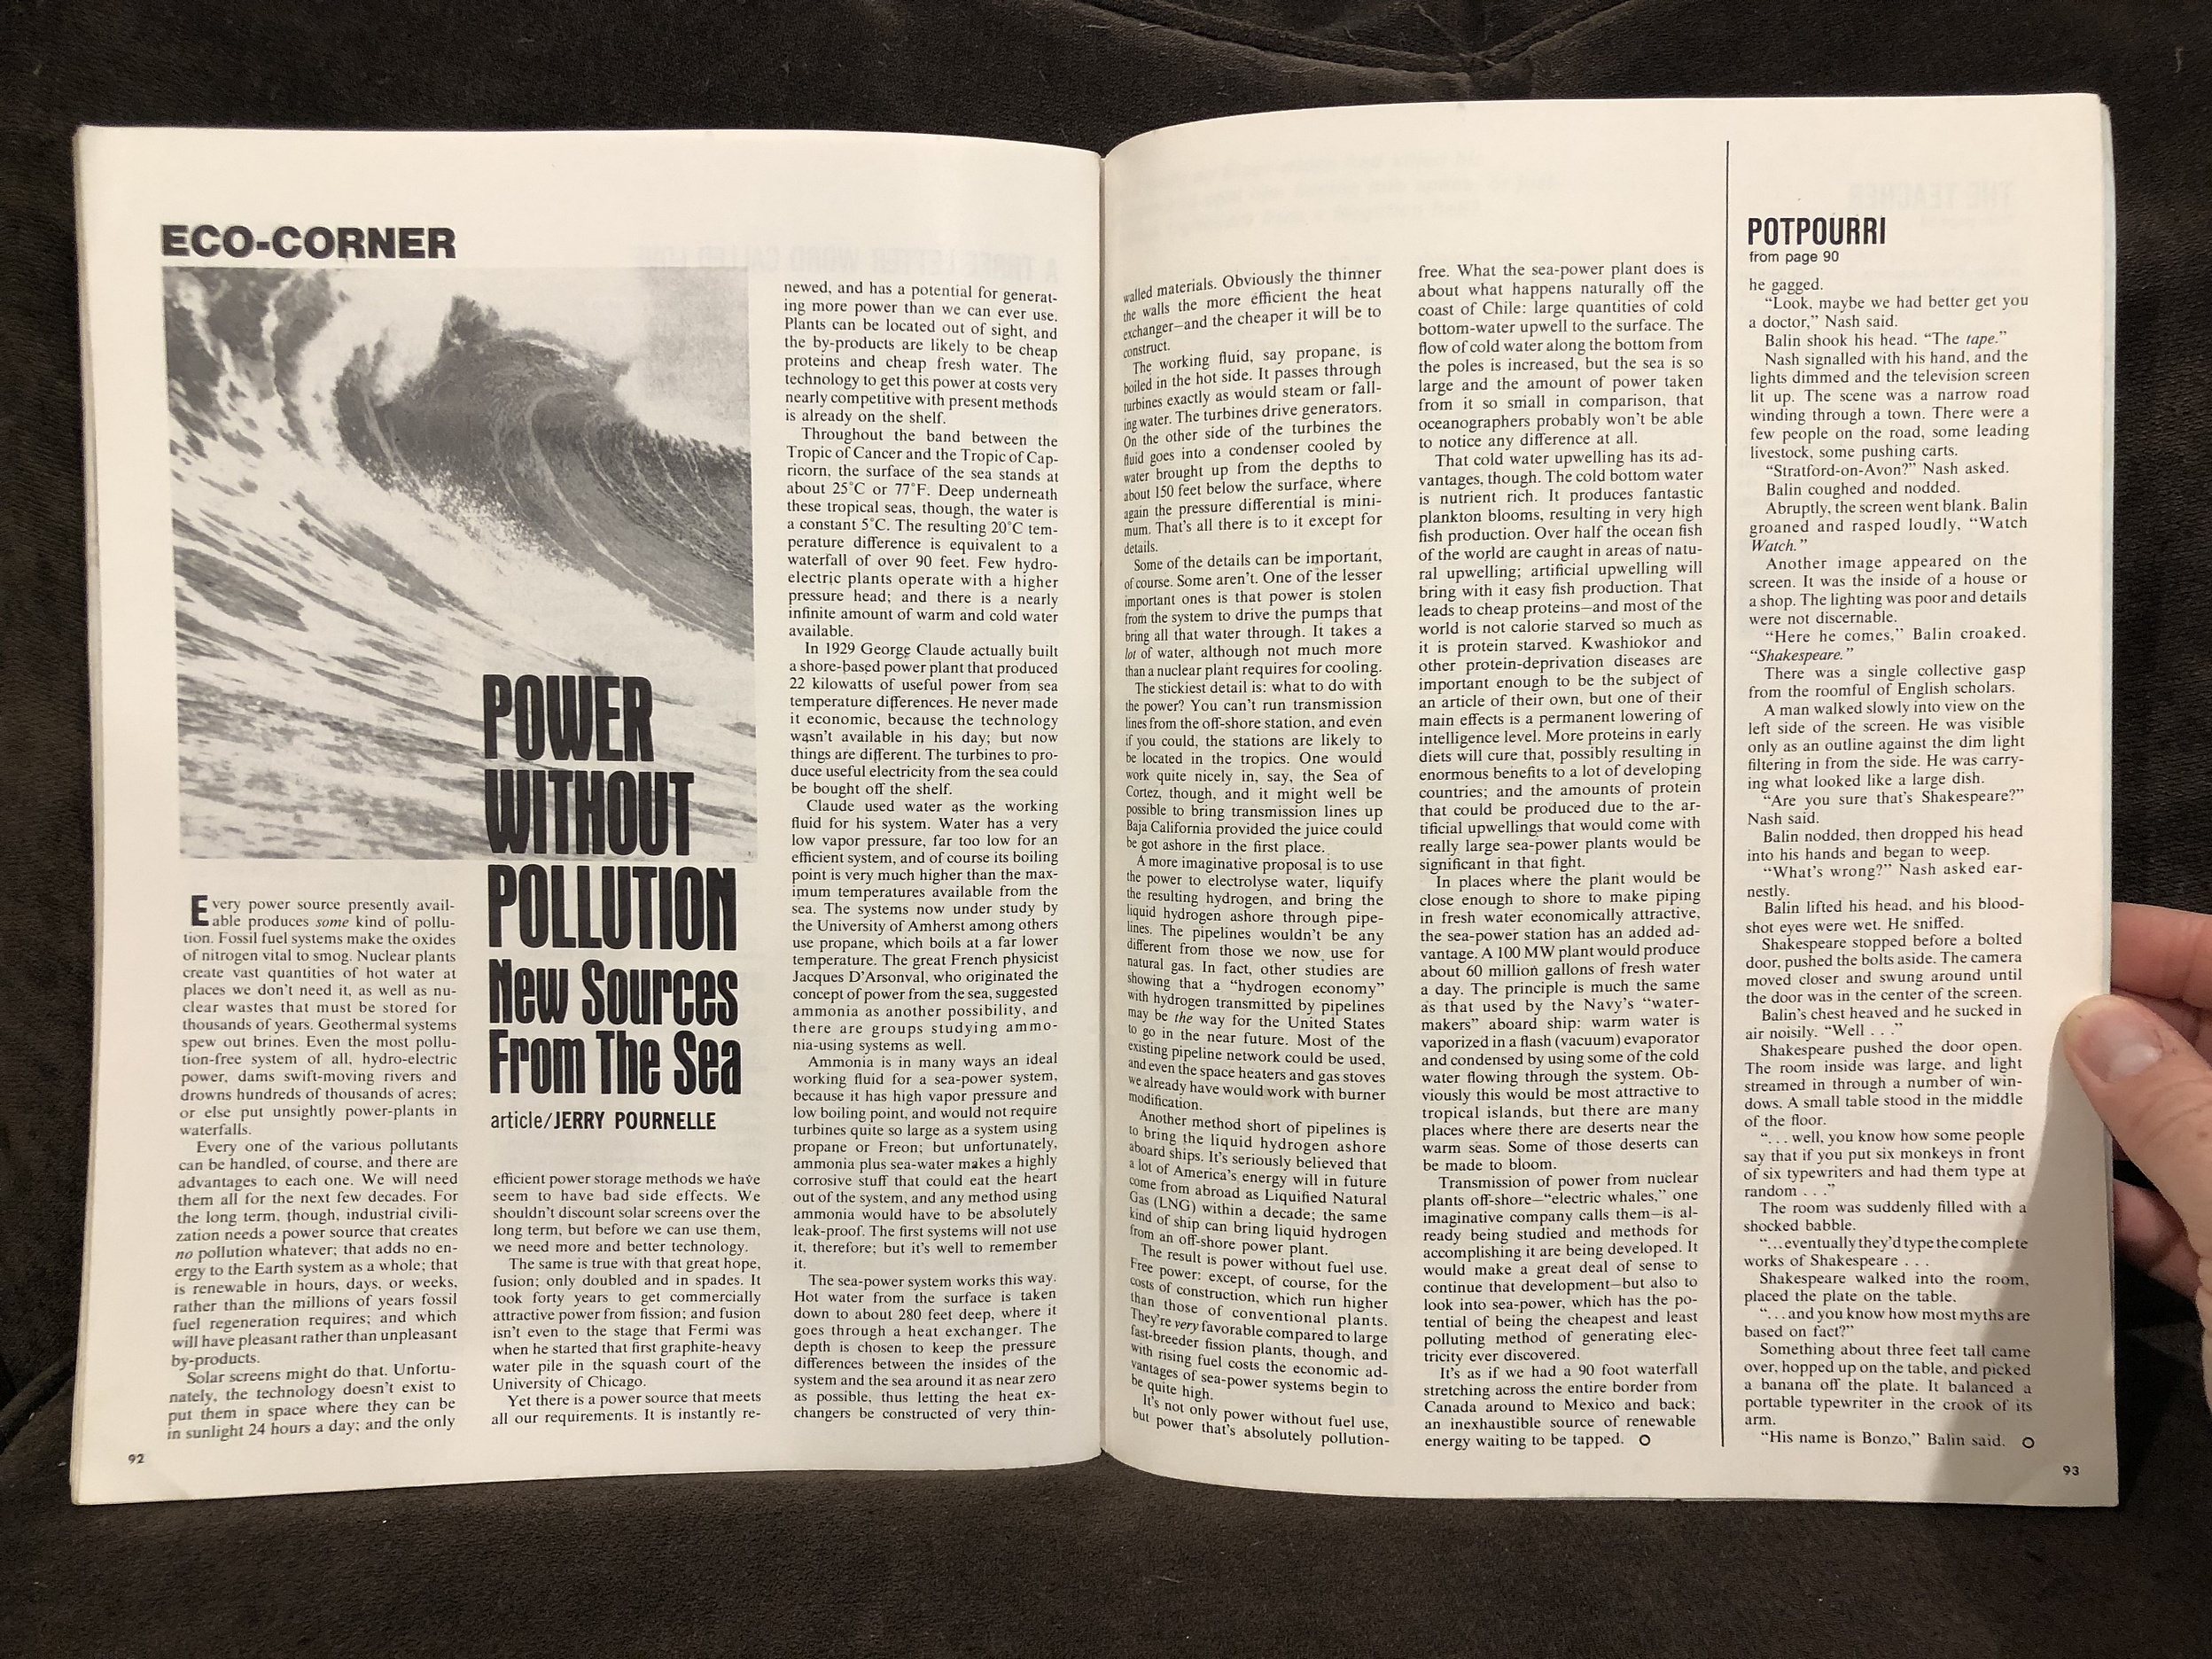 ECO-CORNER
POWER
WITHOUT
POLLUTION
New Sources
From The Sea
article/JERRY POURNELLE
Every power source presently avail-
able produces some kind of pollu-
tion. Fossil fuel systems make the oxides
of nitrogen vital to smog. Nuclear plants
create vast quantities of hot water at
places we don't need it, as well as nu-
clear wastes that must be stored for
thousands of years. Geothermal systems
spew out brines. Even the most pollu-
tion-free system of all, hydro-electric
power, dams swift-moving rivers and
drowns hundreds of thousands of acres;
or else put unsightly power-plants in
waterfalls.
Every one of the various pollutants
can be handled, of course, and there are
advantages to each one. We will need
them all for the next few decades. For
the long term, though, industrial civili-
zation needs a power source that creates
no pollution whatever; that adds no en-
ergy to the Earth system as a whole; that
is renewable in hours, days, or weeks,
rather than the millions of years fossil
fuel regeneration requires; and which
will have pleasant rather than unpleasant
by-products.
Solar screens might do that. Unfortu-
nately, the technology doesn't exist to
put them in space where they can be
in sunlight 24 hours a day; and the only
efficient power storage methods we have
seem to have bad side effects. We
shouldn't discount solar screens over the
long term, but before we can use them,
we need more and better technology.
The same is true with that great hope,
fusion; only doubled and in spades. It
took forty years to get commercially
attractive power from fission; and fusion
isn't even to the stage that Fermi was
when he started that first graphite-heavy
water pile in the squash court of the
University of Chicago.
Yet there is a power source that meets
all our requirements. It is instantly re-
newed, and has a potential for generat-
ing more power than we can ever use.
Plants can be located out of sight, and
the by-products are likely to be cheap
proteins and cheap fresh water. The
technology to get this power at costs very
nearly competitive with present methods
is already on the shelf.
Throughout the band between the
Tropic of Cancer and the Tropic of Cap-
ricorn, the surface of the sea stands at
about 25°C or 77°F. Deep underneath
these tropical seas, though, the water is
a constant 5°C. The resulting 20°C tem-
perature difference is equivalent to a
waterfall of over 90 feet. Few hydro-
electric plants operate with a higher
pressure head; and there is a nearly
infinite amount of warm and cold water
available.
In 1929 George Claude actually built
a shore-based power plant that produced
22 kilowatts of useful power from sea
temperature differences. He never made
it economic, because the technology
wasn't available in his day; but now
things are different. The turbines to pro-
duce useful electricity from the sea could
be bought off the shelf.
Claude used water as the working
fluid for his system. Water has a very
low vapor pressure, far too low for an
efficient system, and of course its boiling
point is very much higher than the max-
imum temperatures available from the
sea. The systems now under study by
the University of Amherst among others
use propane, which boils at a far lower
temperature. The great French physicist
Jacques D'Arsonval, who originated the
concept of power from the sea, suggested
ammonia as another possibility, and
there are groups studying ammo-
nia-using systems as well.
Ammonia is in many ways an ideal
working fluid for a sea-power system,
because it has high vapor pressure and
low boiling point, and would not require
turbines quite so large as a system using
propane or Freon; but unfortunately,
ammonia plus sea-water makes a highly
corrosive stuff that could eat the heart
out of the system, and any method using
ammonia would have to be absolutely
leak-proof. The first systems will not use
it, therefore; but it's well to remember
it.
The sea-power system works this way.
Hot water from the surface is taken
down to about 280 feet deep, where it
goes through a heat exchanger. The
depth is chosen to keep the pressure
differences between the insides of the
system and the sea around it as near zero
as possible, thus letting the heat ex-
changers be constructed of very thin-
92
walled materials. Obviously the thinner
the walls the more efficient the heat
exchanger—and the cheaper it will be to
construct.
The working fluid, say propane, is
boiled in the hot side. It passes through
turbines exactly as would steam or fall-
ing water. The turbines drive generators.
On the other side of the turbines the
fluid goes into a condenser cooled by
water brought up from the depths to
about 150 feet below the surface, where
again the pressure differential is mini-
mum. That's all there is to it except for
details.
Some of the details can be important,
of course. Some aren't. One of the lesser
important ones is that power is stolen
from the system to drive the pumps that
bring all that water through. It takes a
lot of water, although not much more
than a nuclear plant requires for cooling.
The stickiest detail is: what to do with
the power? You can't run transmission
lines from the off-shore station, and even
if you could, the stations are likely to
be located in the tropics. One would
work quite nicely in, say, the Sea of
Cortez, though, and it might well be
possible to bring transmission lines up
Baja California provided the juice could
be got ashore in the first place.
A more imaginative proposal is to use
the power to electrolyse water, liquify
the resulting hydrogen, and bring the
liquid hydrogen ashore through pipe-
lines. The pipelines wouldn't be any
different from those we now use for
natural gas. In fact, other studies are
showing that a "hydrogen economy"
with hydrogen transmitted by pipelines
may be the way for the United States
to go in the near future. Most of the
existing pipeline network could be used,
and even the space heaters and gas stoves
we already have would work with burner
modification.
Another method short of pipelines is
to bring the liquid hydrogen ashore
aboard ships. It's seriously believed that
a lot of America's energy will in future
come from abroad as Liquified Natural
Gas (LNG) within a decade; the same
kind of ship can bring liquid hydrogen
from an off-shore power plant.
The result is power without fuel use.
Free power: except, of course, for the
costs of construction, which run higher
than those of conventional plants.
They're very favorable compared to large
fast-breeder fission plants, though, and
with rising fuel costs the economic ad-
vantages of sea-power systems begin to
be quite high.
It's not only power without fuel use,
but power that's absolutely pollution-
free. What the sea-power plant does is
about what happens naturally off the
coast of Chile: large quantities of cold
bottom-water upwell to the surface. The
flow of cold water along the bottom from
the poles is increased, but the sea is so
large and the amount of power taken
from it so small in comparison, that
oceanographers probably won't be able
to notice any difference at all.
That cold water upwelling has its ad-
vantages, though. The cold bottom water
is nutrient rich. It produces fantastic
plankton blooms, resulting in very high
fish production. Over half the ocean fish
of the world are caught in areas of natu-
ral upwelling; artificial upwelling will
bring with it easy fish production. That
leads to cheap proteins—and most of the
world is not calorie starved so much as
it is protein starved. Kwashiokor and
other protein-deprivation diseases are
important enough to be the subject of
an article of their own, but one of their
main effects is a permanent lowering of
intelligence level. More proteins in early
diets will cure that, possibly resulting in
enormous benefits to a lot of developing
countries; and the amounts of protein
that could be produced due to the ar-
tificial upwellings that would come with
really large sea-power plants would be
significant in that fight.
In places where the plant would be
close enough to shore to make piping
in fresh water economically attractive,
the sea-power station has an added ad-
vantage. A 100 MW plant would produce
about 60 million gallons of fresh water
a day. The principle is much the same
as that used by the Navy's "water-
makers" aboard ship: warm water is
vaporized in a flash (vacuum) evaporator
and condensed by using some of the cold
water flowing through the system. Ob-
viously this would be most attractive to
tropical islands, but there are many
places where there are deserts near the
warm seas. Some of those deserts can
be made to bloom.
Transmission of power from nuclear
plants off-shore—"electric whales," one
imaginative company calls them—is al-
ready being studied and methods for
accomplishing it are being developed. It
would make a great deal of sense to
continue that development—but also to
look into sea-power, which has the po-
tential of being the cheapest and least
polluting method of generating elec-
tricity ever discovered.
It's as if we had a 90 foot waterfall
stretching across the entire border from
Canada around to Mexico and back;
an inexhaustible source of renewable
energy waiting to be tapped. O
POTPOURRI
from page 90
he gagged.
"Look, maybe we had better get you
a doctor," Nash said.
Balin shook his head. "The tape."
Nash signalled with his hand, and the
lights dimmed and the television screen
lit up. The scene was a narrow road
winding through a town. There were a
few people on the road, some leading
livestock, some pushing carts.
"Stratford-on-Avon?" Nash asked.
Balin coughed and nodded.
Abruptly, the screen went blank. Balin
groaned and rasped loudly, "Watch
Watch."
Another image appeared on the
screen. It was the inside of a house or
a shop. The lighting was poor and details
were not discernable.
"Here he comes," Balin croaked.
"Shakespeare."
There was a single collective gasp
from the roomful of English scholars.
A man walked slowly into view on the
left side of the screen. He was visible
only as an outline against the dim light
filtering in from the side. He was carry-
ing what looked like a large dish.
"Are you sure that's Shakespeare?"
Nash said.
Balin nodded, then dropped his head
into his hands and began to weep.
"What's wrong?" Nash asked ear-
nestly.
Balin lifted his head, and his blood-
shot eyes were wet. He sniffed.
Shakespeare stopped before a bolted
door, pushed the bolts aside. The camera
moved closer and swung around until
the door was in the center of the screen.
Balin's chest heaved and he sucked in
air noisily. "Well . . ."
Shakespeare pushed the door open.
The room inside was large, and light
streamed in through a number of win-
dows. A small table stood in the middle
of the floor.
". . . well, you know how some people
say that if you put six monkeys in front
of six typewriters and had them type at
random . . ."
The room was suddenly filled with a
shocked babble.
". . . eventually they'd type the complete
works of Shakespeare . . .
Shakespeare walked into the room,
placed the plate on the table.
". . . and you know how most myths are
based on fact?"
Something about three feet tall came
over, hopped up on the table, and picked
a banana off the plate. It balanced a
portable typewriter in the crook of its
arm.
"His name is Bonzo," Balin said. O
93